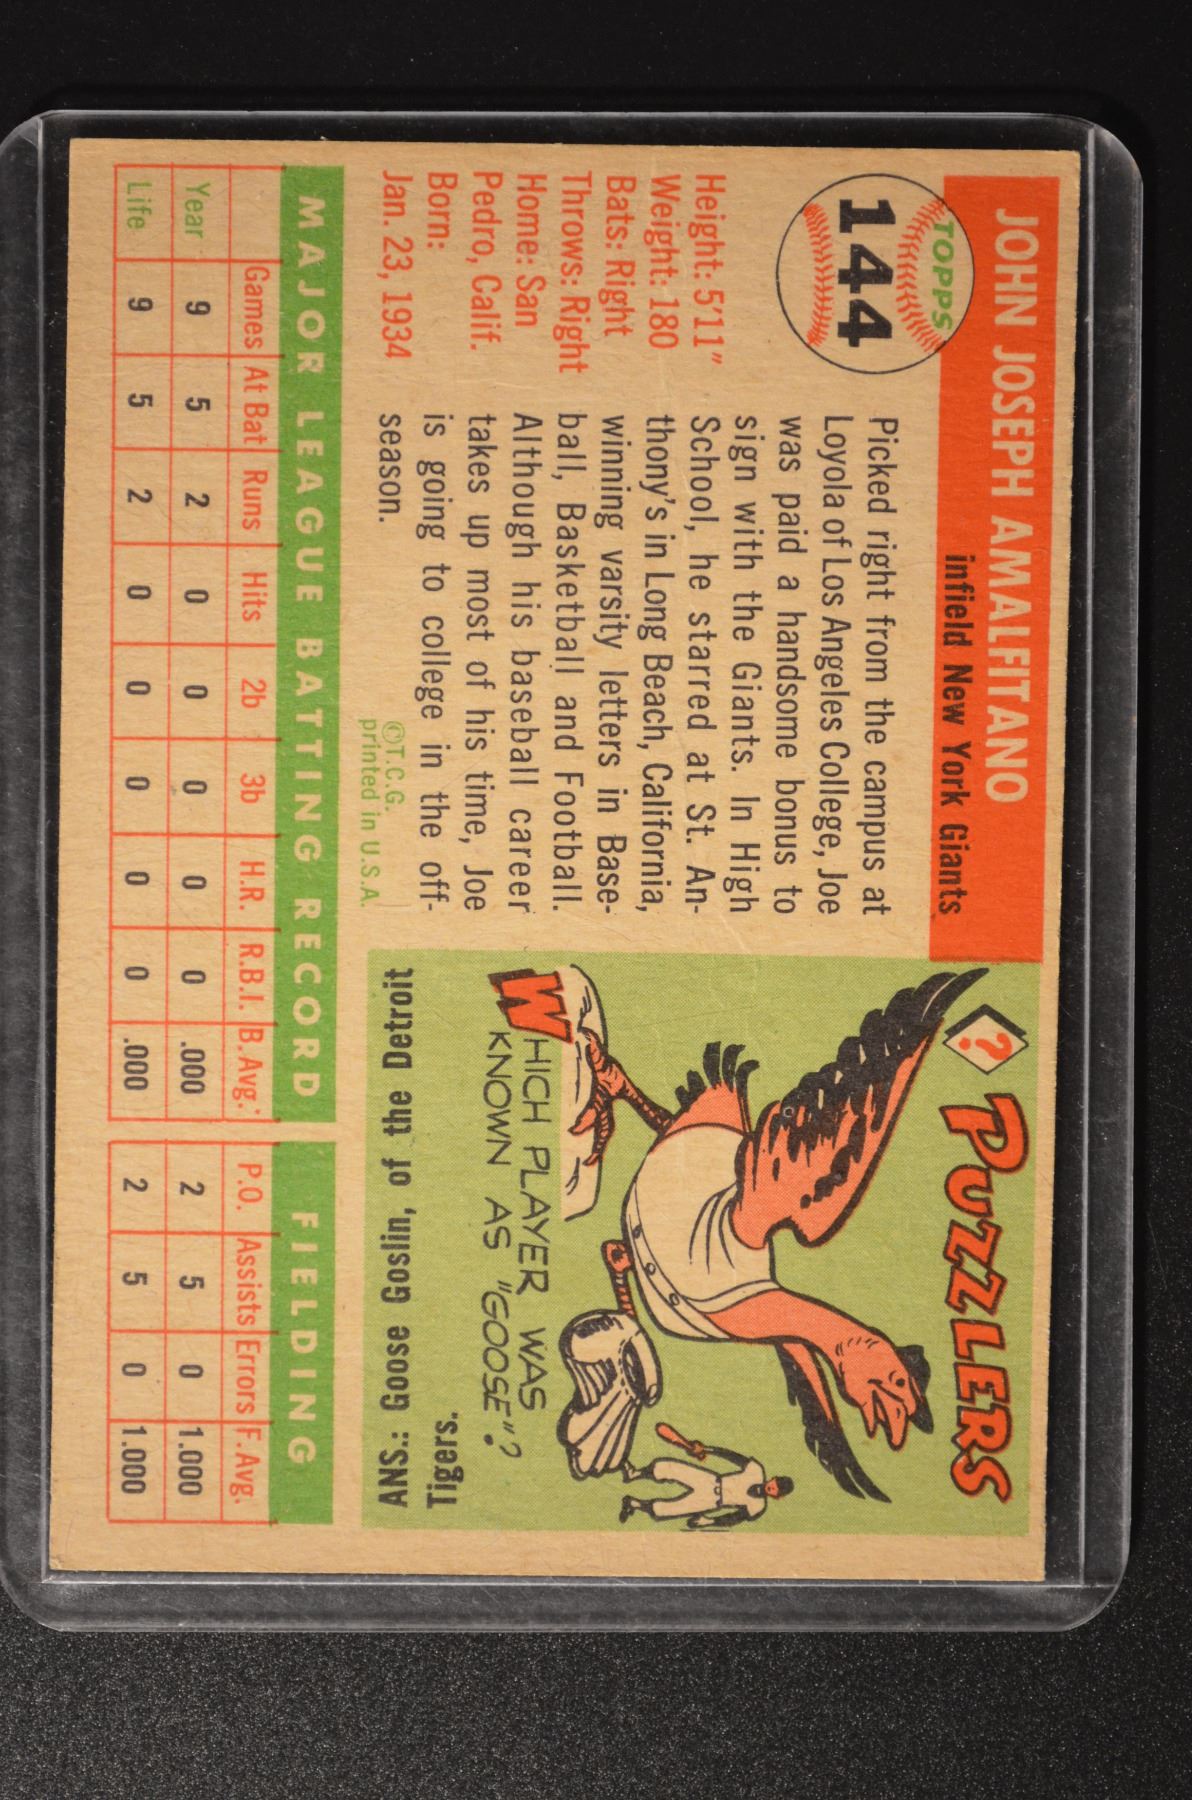 JOHN JOSEPH AMALFITANO
infield New York Giants
TOPPS
144
Height: 5'11"
Weight: 180
Bats: Right
Throws: Right
Home: San
Pedro, Calif.
Born:
Jan. 23, 1934
Picked right from the campus at
Loyola of Los Angeles College, Joe
was paid a handsome bonus to
sign with the Giants. In High
School, he starred at St. An-
thony's in Long Beach, California,
winning varsity letters in Base-
ball, Basketball and Football.
Although his baseball career
takes up most of his time, Joe
is going to college in the off-
season.
©T.C.G.
printed in U.S.A.
? PUZZLERS
WHICH PLAYER WAS
KNOWN AS "GOOSE"?
ANS.: Goose Goslin, of the Detroit
Tigers.
MAJOR LEAGUE BATTING RECORD FIELDING
Games At Bat Runs Hits 2b 3b H.R. R.B.I. B. Avg. P.O. Assists Errors F. Avg.
Year 9 5 2 0 0 0 0 0 .000 2 5 0 1.000
Life 9 5 2 0 0 0 0 0 .000 2 5 0 1.000